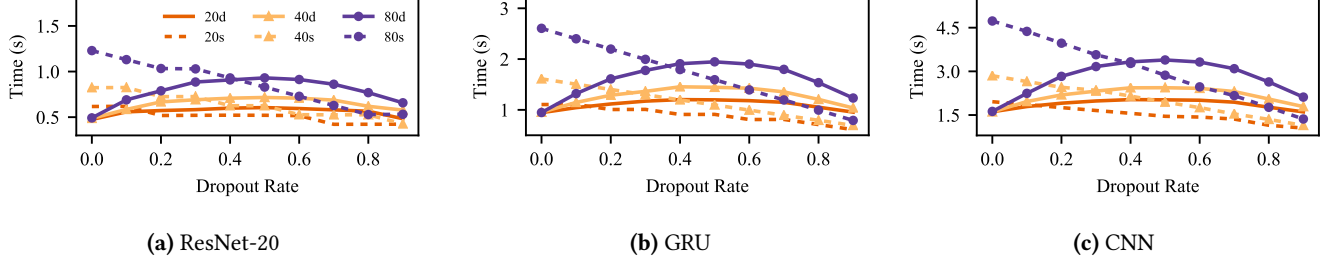 Time (s)
1.5
1.0
0.5
0.0 0.2 0.4 0.6 0.8
Dropout Rate
20d 40d 80d
20s 40s 80s
(a) ResNet-20
Time (s)
3
2
1
0.0 0.2 0.4 0.6 0.8
Dropout Rate
(b) GRU
Time (s)
4.5
3.0
1.5
0.0 0.2 0.4 0.6 0.8
Dropout Rate
(c) CNN